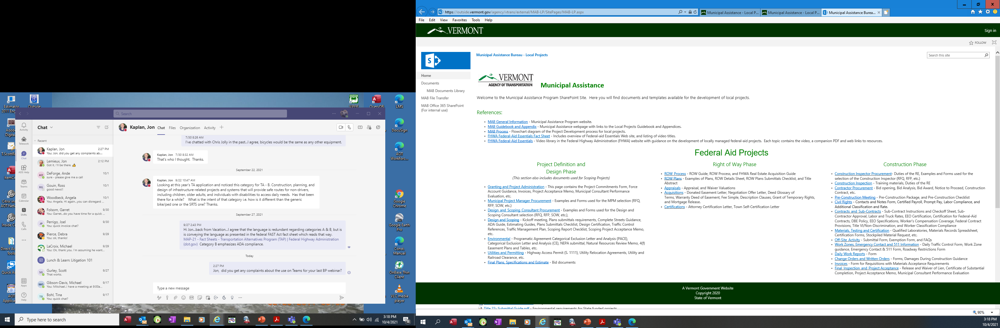 Estimator
2011 Eng...
Outside
Adob
Digita.
T.ScottRo
ItemCe
Citrix ins
AOT Netv
Inside Ci
Direct Ac
Tools
Quick As
AOT
Applicat
VIPER
QueryDB
LMS
DocuSign
AOT
Workforc...
Google
Chrome
Google Earth
Pro
Const.
Manual
OnBase Thin
Client
VLC media
player
Search
Activity
Telework
Chat
ADS Help
Teams
Calendar
Shifts
Calls
Apps
Help
Chat
Recent
Kaplan, Jon 2:27 PM
You: Jon, did you get any complaints ab...
Lemieux, Jon 2:12 PM
Got it, I'll be there. 👍
AD DeForge, Ande 10/1
sure - please give me a call
RG Gouin, Ross 10/1
good news!!
Woodbeck, Angela 10/1
You: Angela, Hi again...you can disregard ...
Folsom, Garret 9/30
You: Garret...do you have time for a quick ...
JP Perrigo, Joel 9/30
You: quick invoice chat?
Pierce, Debra 9/29
You: ok, thanks!
LaCroix, Michael 9/29
You: Ok, thank you. I'm assuming he want...
Lunch & Learn: Litigation 101
SG Gurley, Scott 9/27
That works.
MG Gibson-Davis, Michael 9/17
You: Mikchael..I have a meeting at 9:00a...
TB Bohl, Tina 9/17
You: quick chat?
Kaplan, Jon Chat Files Organization Activity
7/30 8:26 AM
I've chatted with Chris Jolly in the past...I agree, bicycles would be the same as any other equipment.
Kaplan, Jon 7/30 8:32 AM
That's who I thought. Thanks.
September 22, 2021
Kaplan, Jon 9/22 10:47 AM
Looking at this year's TA application and noticed this category for TA - B. Construction, planning, and
design of infrastructure-related projects and systems that will provide safe routes for non-drivers,
including children, older adults, and individuals with disabilities to access daily needs. Has that been
there for a while? What is the intent of that category i.e. how is it different than the generic
bike/ped one or the SRTS one? Thanks.
September 27, 2021
9/27 2:43 PM
Hi Jon...back from Vacation...I agree that the language is redundant regarding categories A & B, but is
is conveying the language as presented in the federal FAST Act fact sheet which reads that way.
MAP-21 - Fact Sheets - Transportation Alternatives Program (TAP) | Federal Highway Administration
(dot.gov) Category B emphasizes ADA compliance.
Today
2:27 PM
Jon, did you get any complaints about the use on Teams for your last BP webinar?
Type a new message
Type here to search
3:18 PM
10/4/2021
18
https://outside.vermont.gov/agency/vtrans/external/MAB-LP/SitePages/MAB-LP.aspx
Municipal Assistance - Local P...
Municipal Assistance - Local P...
Municipal Assistance Burea...
File Edit View Favorites Tools Help
VERMONT
Sign in
FOLLOW
S
Municipal Assistance Bureau - Local Projects
Search this site
Home
Documents
MAB Documents Library
MAB File Transfer
MAB Office 365 SharePoint
(For internal use)
VERMONT
AGENCY OF TRANSPORTATION
Municipal Assistance
Welcome to the Municipal Assistance Program SharePoint Site. Here you will find documents and templates available for the development of local projects.
References:
• MAB General Information - Municipal Assistance Program website.
• MAB Guidebook and Appendix - Municipal Assistance webpage with links to the Local Projects Guidebook and Appendices.
• MAB Process - Flowchart diagram of the Project Development process for local projects.
• FHWA Federal-Aid Essentials Fact Sheet - Includes overview of Federal-aid Essentials Web site, and listing of video titles.
• FHWA Federal-Aid Essentials - Video library in the Federal Highway Administration (FHWA) website with guidance on the development of locally managed federal-aid projects. Each topic contains the video, a companion PDF and web links to resources.
Federal Aid Projects
Project Definition and
Design Phase
(This section also includes documents used for Scoping Projects)
• Granting and Project Administration - This page contains the Project Commitments Form, Force
Account Guidance, Invoices, Project Acceptance Memo, Municipal Consultant Performance
Evaluation, etc.
• Municipal Project Manager Procurement - Examples and Forms used for the MPM selection (RFQ,
RFP, SOW, etc.)
• Design and Scoping Consultant Procurement - Examples and Forms used for the Design and
Scoping Consultant selection (RFQ, RFP, SOW, etc.),
• Design and Scoping - Kickoff meeting, Plans submittals requirements, Complete Streets Guidance,
ADA Guide, Estimating Guides, Plans Submittals Checklist, Design Certification, Traffic Control
References, Traffic Management Plan, Scoping Report Checklist, Scoping Project Acceptance Memo,
etc.
• Environmental - Programatic Agreement Categorical Exclusion Letter and Analysis (PACE),
Categorical Exclusion Letter and Analysis (CE), NEPA submittal, Natural Resources Review Memo, 4(f)
Easement Plans and Tables, etc.
• Utilities and Permitting - Highway Access Permit (S. 1111), Utility Relocation Agreements, Utility and
Railroad Clearance, etc.
• Final Plans, Specifications and Estimate - Bid documents
Right of Way Phase
• ROW Process - ROW Guide, ROW Process, and FHWA Real Estate Acquisition Guide
• ROW Plans - Examples of Plans, ROW Details Sheet, ROW Plans Submittals Checklist, and Title
Abstract
• Appraisals - Appraisal, and Waiver Valuations
• Acquisitions - Donated Easement Letter, Negotiation Offer Letter, Deed Glossary of
Terms, Warranty Deed of Easement, Fee Simple, Description Clauses, Grant of Temporary Rights,
and Mortgage Release.
• Certifications - Attorney Certification Letter, Town Self-Certification Letter
Construction Phase
• Construction Inspector Procurement- Duties of the RE, Examples and Forms used for the
selection of the Construction Inspector (RFQ, RFP, etc.)
• Construction Inspection - Training materials, Duties of the RE
• Contractor Procurement - Bid opening, Bid Analysis, Bid Award, Notice to Proceed, Construction
Contract, etc.
• Pre-Construction Meeting - Pre-Construction Package, and Pre-Construction Checklist
• Civil Rights - Contacts and Notes Form, Certified Payroll, Prompt Pay, Labor Compliance, and
Additional Classification and Rate.
• Contracts and Sub-Contracts - Sub-Contract Instructions and Checkoff Sheet, Sub-
Contractor Approval, Labor and Truck Rates, EEO Certification, Certification for Federal-Aid
Contracts, DBE Policy, EEO Specifications, Worker's Compensation Coverage, Federal Contract
Provisions, Title VI/Non-Discrimination, and Worker Classification Compliance
• Materials, Testing and Certification - Qualified Laboratories, Materials Records Spreadsheet,
Certification Forms, Stockpiled Material Request, etc.
• Off-Site Activity - Submittal Form, Exemption Form, and FAQs
• Work Zones, Emergency Contact and 511 Information - Daily Traffic Control Form, Work Zone
guidance, Emergency Contact & 511 Form, Roadway Restrictions Form
• Daily Work Reports - Form
• Change Orders and Written Orders - Forms, Damages During Construction Guidance
• Invoices - Form for Requisitions with Materials Acceptance Requirements
• Final Inspection and Project Acceptance - Release and Waiver of Lien, Certificate of Substantial
Completion, Project Acceptance Memo, Municipal Consultant Performance Evaluation
A Vermont Government Website
Copyright 2020
State of Vermont
Title 22- Submittal Guide.pdf - Environmental requirements for State funded projects
90%
3:18 PM
10/4/2021